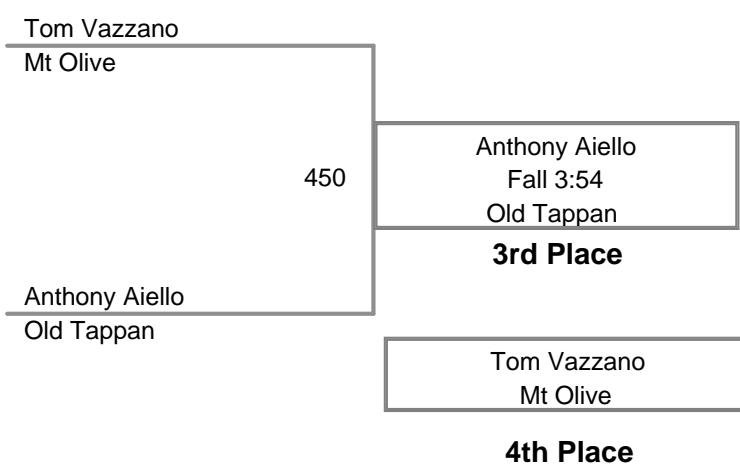 Tom Vazzano
Mt Olive
450
Anthony Aiello
Fall 3:54
Old Tappan
3rd Place
Anthony Aiello
Old Tappan
Tom Vazzano
Mt Olive
4th Place